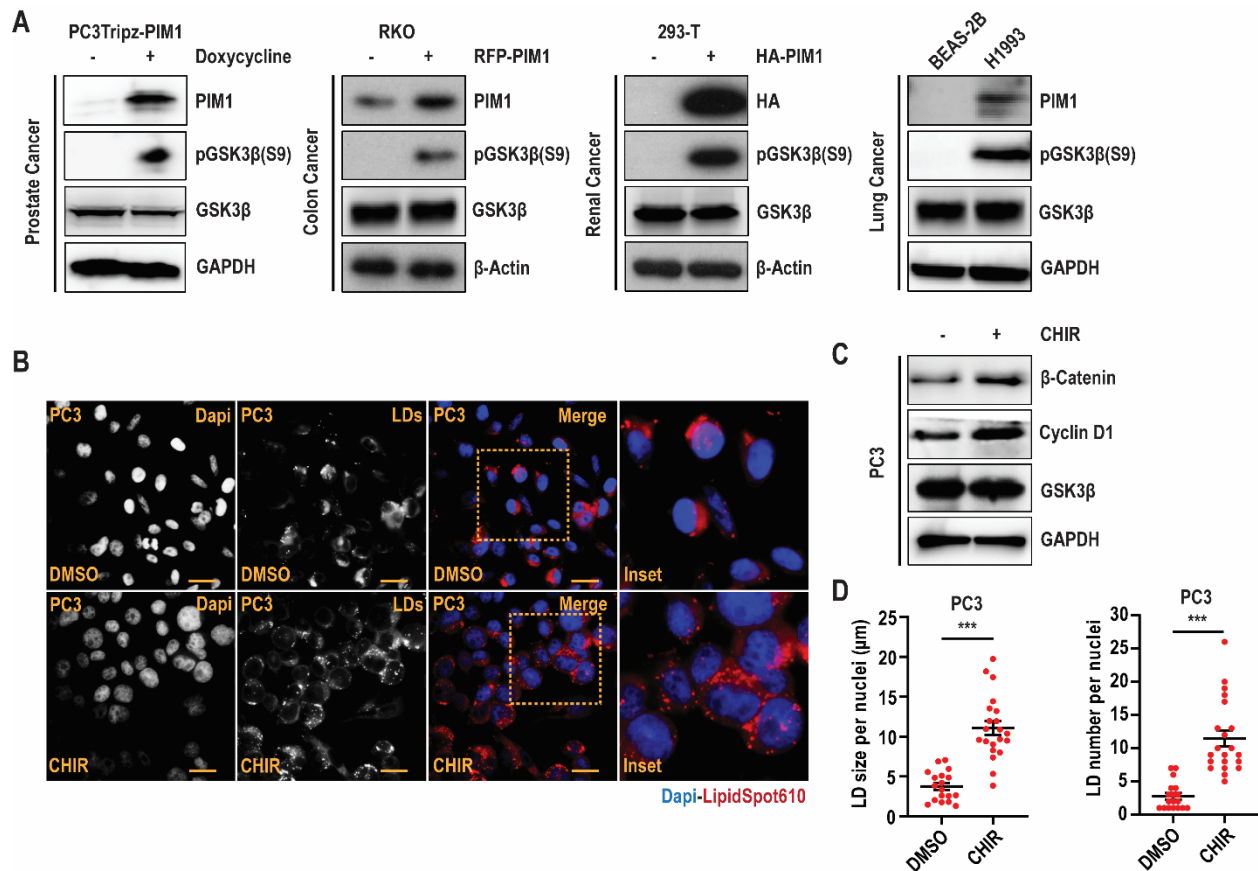 A
PC3Tripz-PIM1
- + Doxycycline
PIM1
pGSK3β(S9)
GSK3β
GAPDH
Prostate Cancer
RKO
- + RFP-PIM1
PIM1
pGSK3β(S9)
GSK3β
β-Actin
Colon Cancer
293-T
- + HA-PIM1
HA
pGSK3β(S9)
GSK3β
β-Actin
Renal Cancer
BEAS-2B H1993
PIM1
pGSK3β(S9)
GSK3β
GAPDH
Lung Cancer
B
PC3 Dapi PC3 LDs PC3 Merge
DMSO DMSO DMSO Inset
PC3 Dapi PC3 LDs PC3 Merge
CHIR CHIR CHIR Inset
Dapi-LipidSpot610
C
- + CHIR
β-Catenin
Cyclin D1
GSK3β
GAPDH
PC3
D
PC3
***
25
20
15
10
5
0
LD size per nuclei (μm)
DMSO CHIR
PC3
***
30
25
20
15
10
5
0
LD number per nuclei
DMSO CHIR